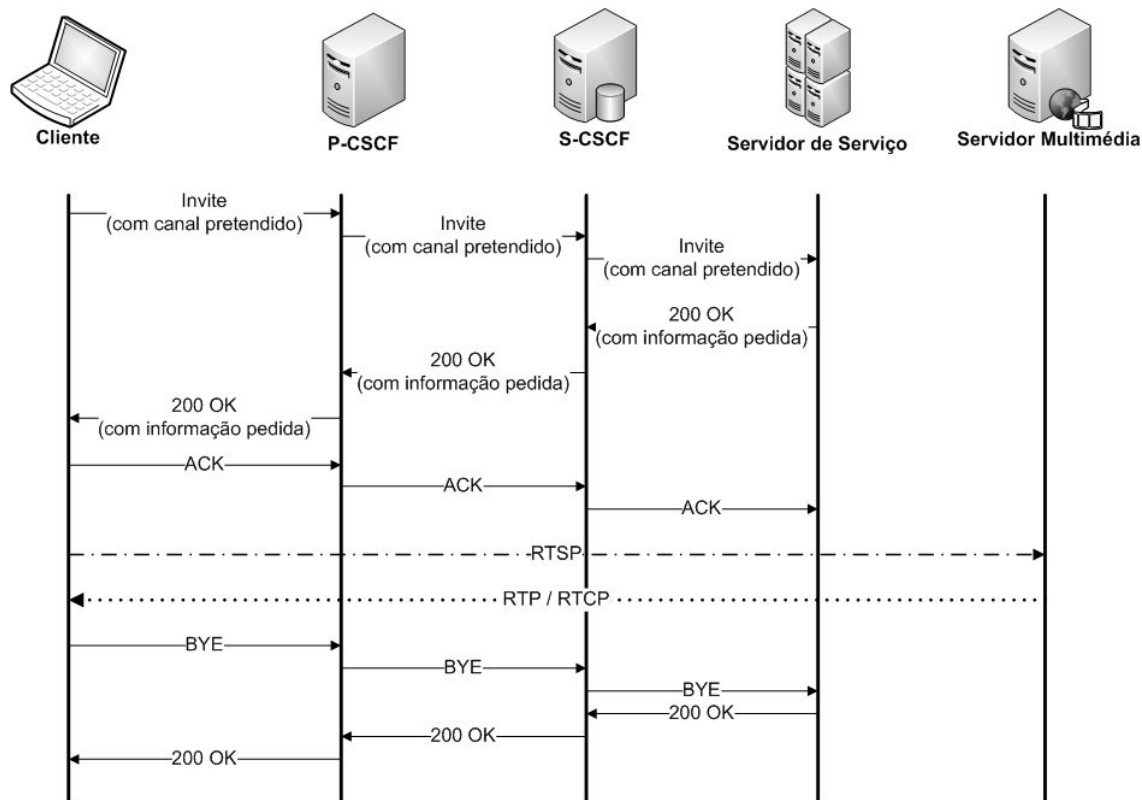 Cliente
P-CSCF
S-CSCF
Servidor de Serviço
Servidor Multimédia
Invite
(com canal pretendido)
Invite
(com canal pretendido)
Invite
(com canal pretendido)
200 OK
(com informação pedida)
200 OK
(com informação pedida)
200 OK
(com informação pedida)
ACK
ACK
ACK
RTSP
RTP / RTCP
BYE
BYE
BYE
200 OK
200 OK
200 OK